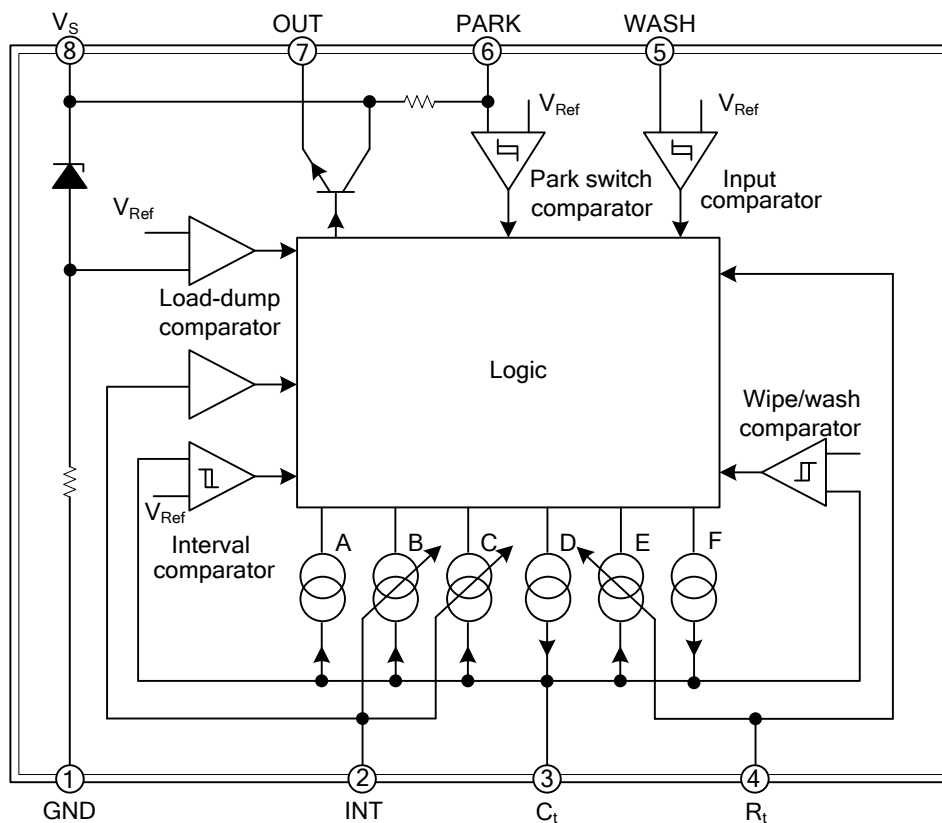 VS
OUT
PARK
WASH
8
7
6
5
VRef
VRef
Park switch
comparator
Input
comparator
VRef
Load-dump
comparator
Logic
Wipe/wash
comparator
VRef
Interval
comparator
A
B
C
D
E
F
1
2
3
4
GND
INT
Ct
Rt